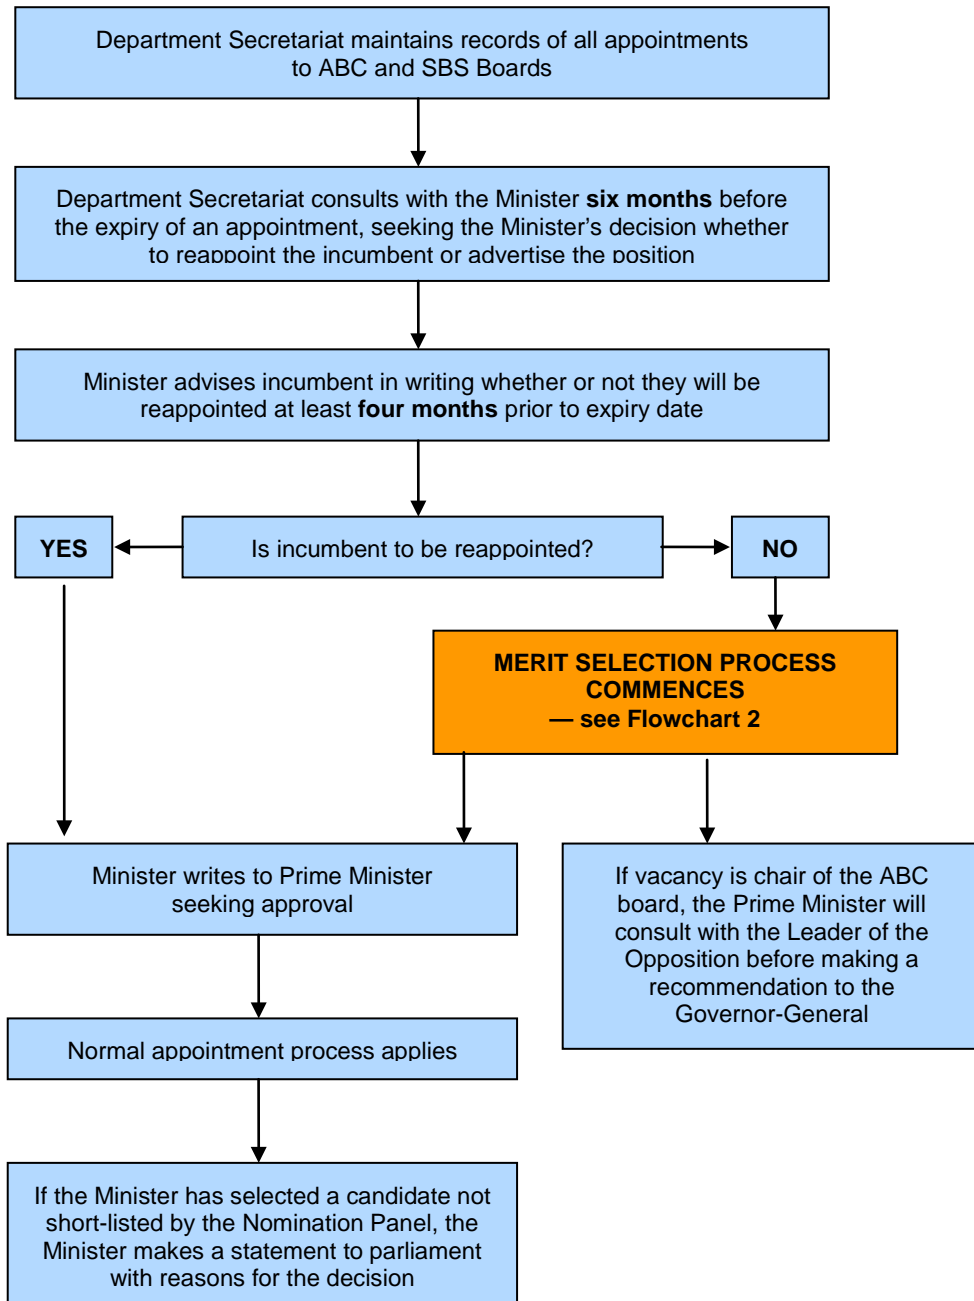 Department Secretariat maintains records of all appointments
to ABC and SBS Boards
Department Secretariat consults with the Minister six months before
the expiry of an appointment, seeking the Minister's decision whether
to reappoint the incumbent or advertise the position
Minister advises incumbent in writing whether or not they will be
reappointed at least four months prior to expiry date
YES
Is incumbent to be reappointed?
NO
MERIT SELECTION PROCESS
COMMENCES
— see Flowchart 2
Minister writes to Prime Minister
seeking approval
If vacancy is chair of the ABC
board, the Prime Minister will
consult with the Leader of the
Opposition before making a
recommendation to the
Governor-General
Normal appointment process applies
If the Minister has selected a candidate not
short-listed by the Nomination Panel, the
Minister makes a statement to parliament
with reasons for the decision